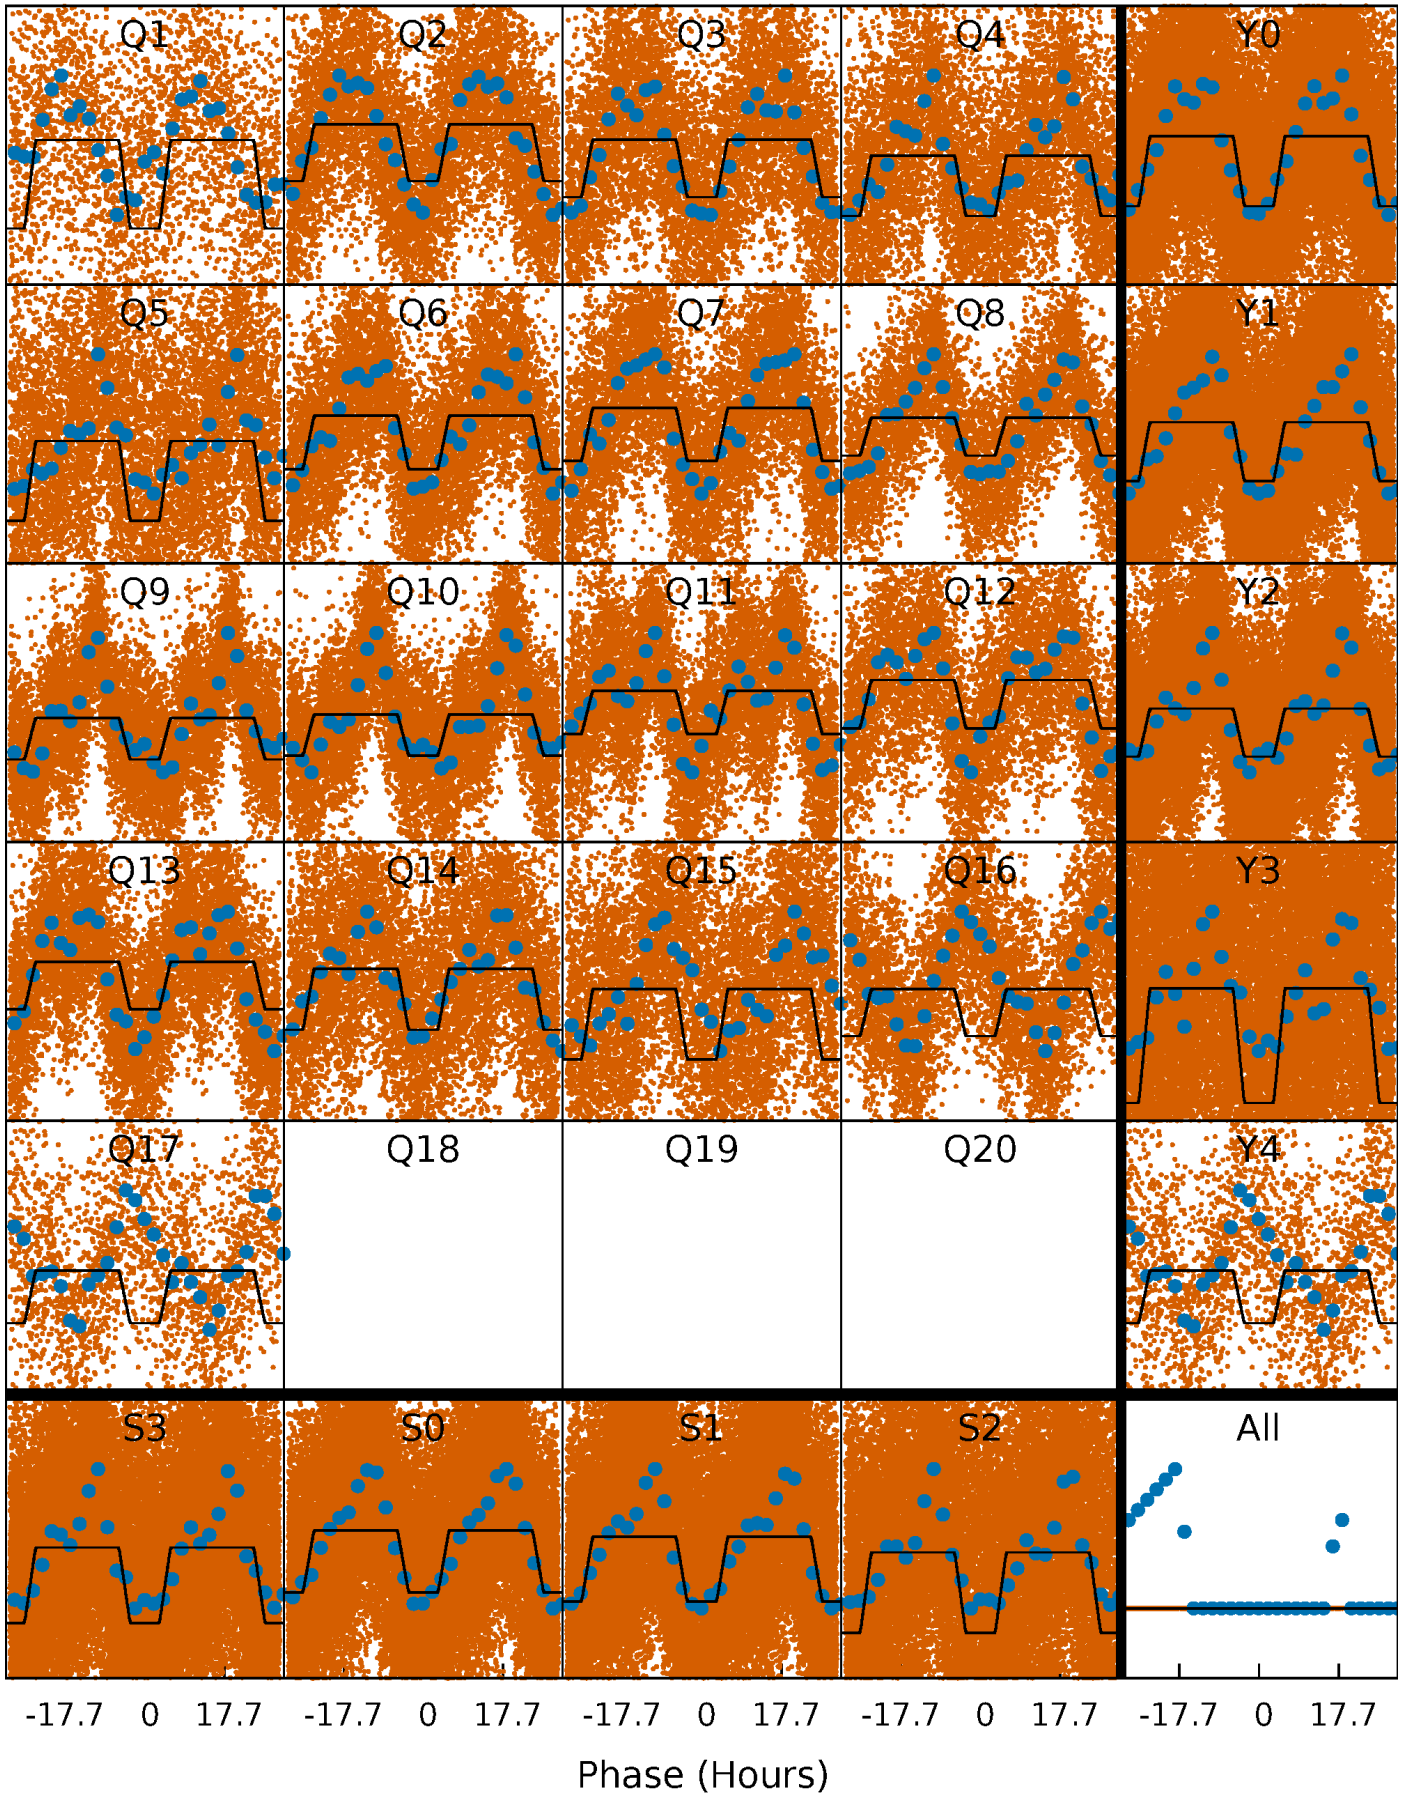 Q1 Q2 Q3 Q4 Y0
Q5 Q6 Q7 Q8 Y1
Q9 Q10 Q11 Q12 Y2
Q13 Q14 Q15 Q16 Y3
Q17 Q18 Q19 Q20 Y4
S3 S0 S1 S2 All
-17.7 0 17.7 -17.7 0 17.7 -17.7 0 17.7 -17.7 0 17.7 -17.7 0 17.7
Phase (Hours)